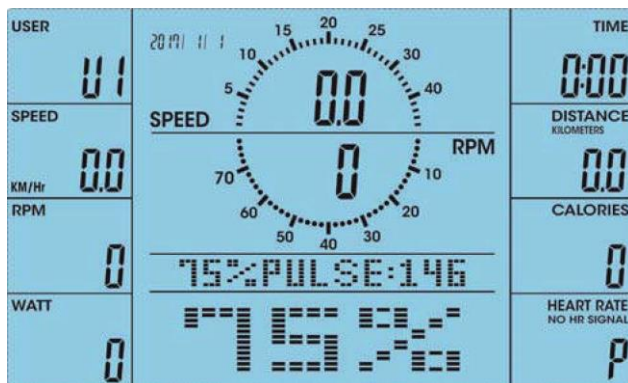 USER
U1
SPEED
KM/Hr 0.0
RPM
0
WATT
0
2017/ 1/ 1
5 10 15 20 25 30 40
SPEED 0.0
RPM 0
70 60 50 40 30 20 10
75%PULSE:146
75%
TIME
0:00
DISTANCE
KILOMETERS
0.0
CALORIES
0
HEART RATE
NO HR SIGNAL
P